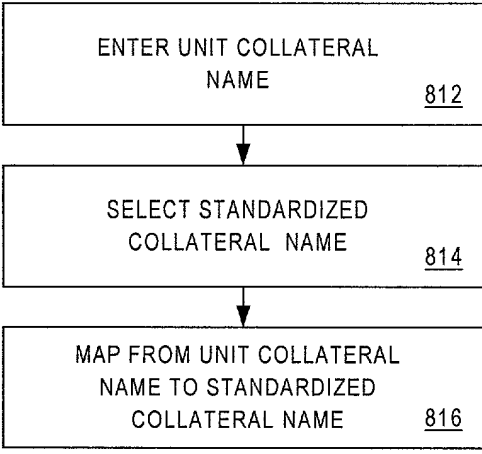 ENTER UNIT COLLATERAL
NAME
812
SELECT STANDARDIZED
COLLATERAL NAME
814
MAP FROM UNIT COLLATERAL
NAME TO STANDARDIZED
COLLATERAL NAME
816